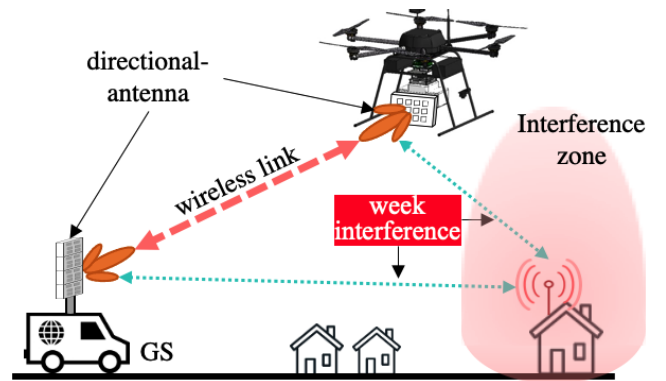 directional-
antenna
Interference
zone
wireless link
week
interference
GS